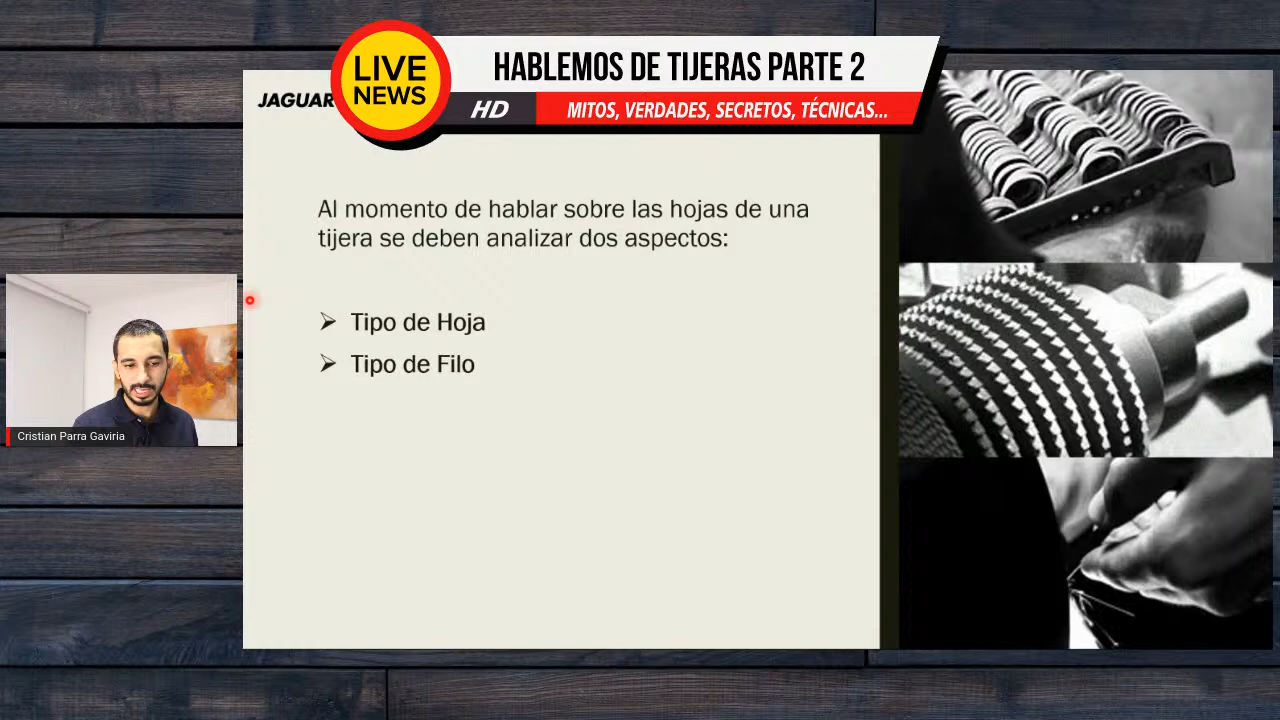 LIVE
NEWS
HABLEMOS DE TIJERAS PARTE 2
HD
MITOS, VERDADES, SECRETOS, TÉCNICAS...
JAGUAR
Al momento de hablar sobre las hojas de una
tijera se deben analizar dos aspectos:
➢ Tipo de Hoja
➢ Tipo de Filo
Cristian Parra Gaviria